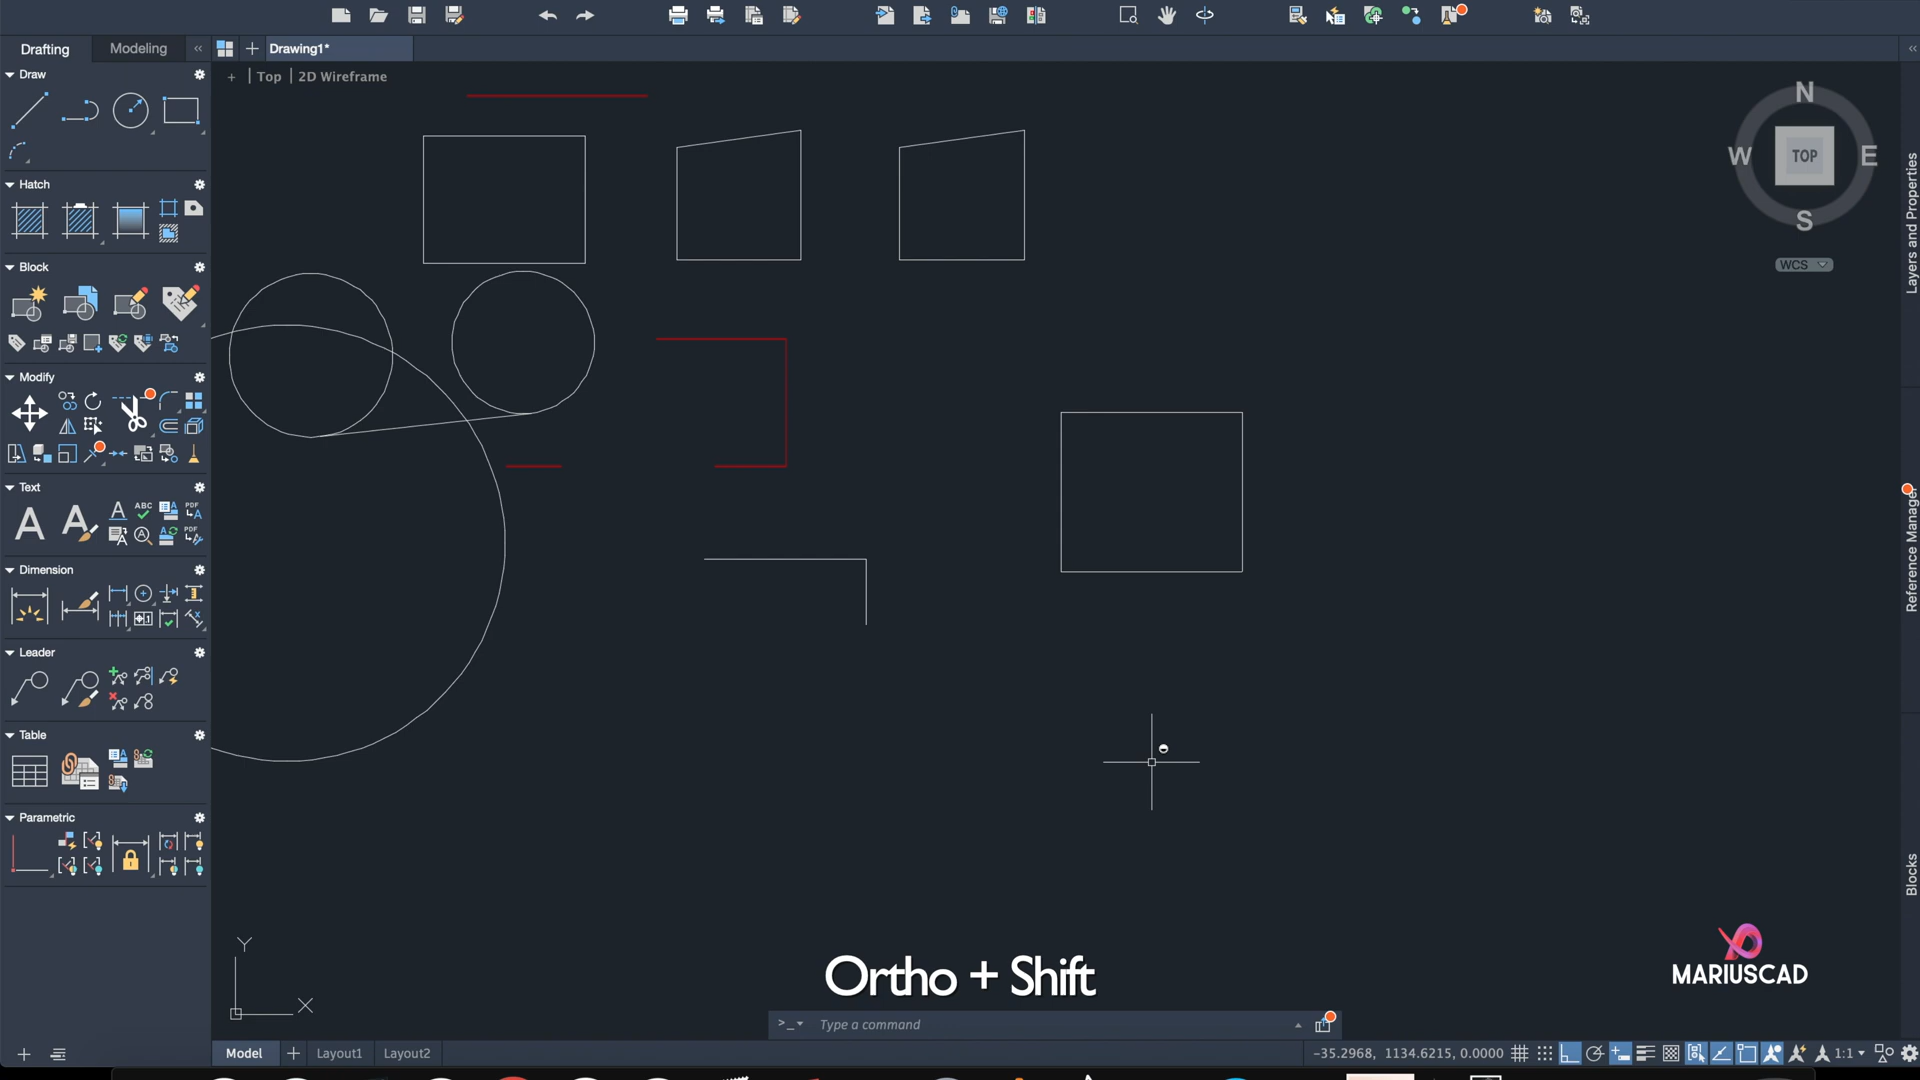 Drafting
Modeling
Drawing1*
Draw
+ | Top | 2D Wireframe
N
W
TOP
E
S
WCS
Hatch
Block
Modify
Text
Dimension
Leader
Table
Parametric
Layers and Properties
Reference Manager
Blocks
Y
X
Ortho + Shift
MARIUSCAD
>_ Type a command
Model
Layout1
Layout2
-35.2968, 1134.6215, 0.0000
1:1